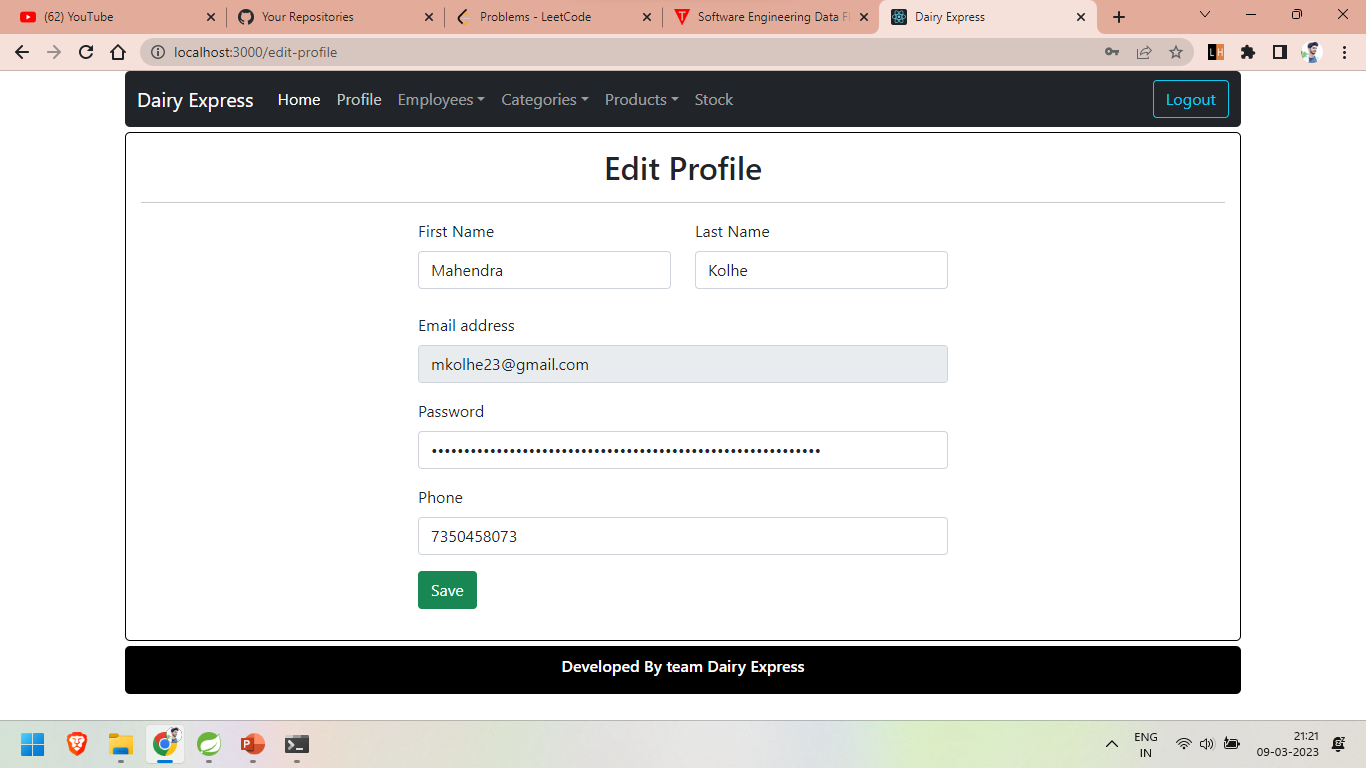 (62) YouTube
Your Repositories
Problems - LeetCode
Software Engineering Data Fl
Dairy Express
localhost:3000/edit-profile
LH
Dairy Express Home Profile Employees Categories Products Stock Logout
Edit Profile
First Name Last Name
Mahendra Kolhe
Email address
mkolhe23@gmail.com
Password
••••••••••••••••••••••••••••••••••••••••••••••••••••••••••••
Phone
7350458073
Save
Developed By team Dairy Express
ENG 21:21
IN 09-03-2023